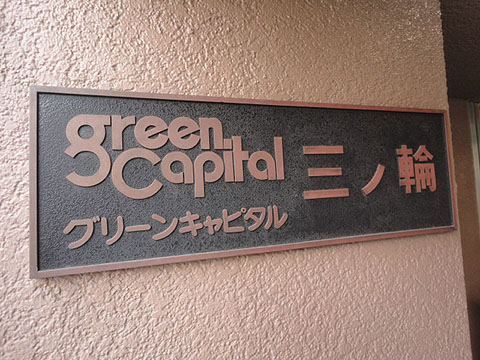 green
Capital
グリーンキャピタル
三ノ輪